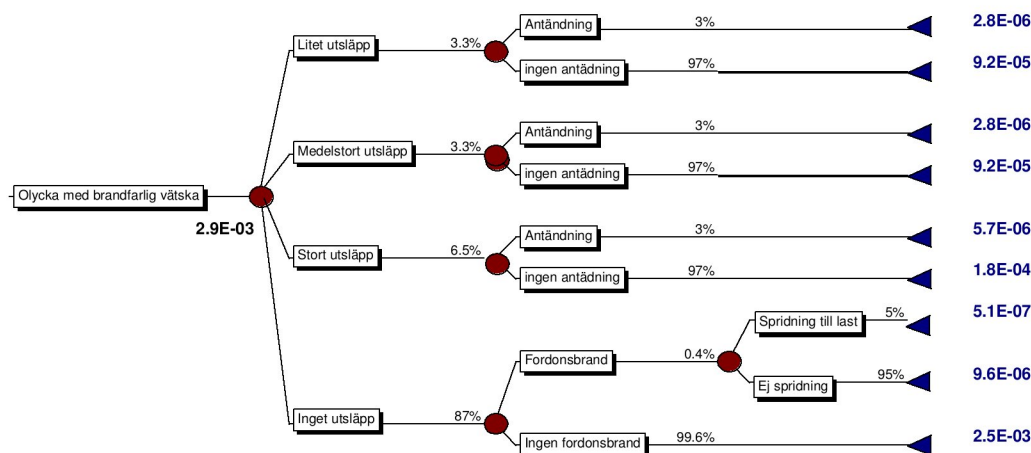 Antändning 3% 2.8E-06
Litet utsläpp 3.3%
ingen antädning 97% 9.2E-05
Antändning 3% 2.8E-06
Medelstort utsläpp 3.3%
ingen antädning 97% 9.2E-05
Olycka med brandfarlig vätska
2.9E-03
Antändning 3% 5.7E-06
Stort utsläpp 6.5%
ingen antädning 97% 1.8E-04
Spridning till last 5% 5.1E-07
Fordonsbrand 0.4%
Ej spridning 95% 9.6E-06
Inget utsläpp 87%
Ingen fordonsbrand 99.6% 2.5E-03